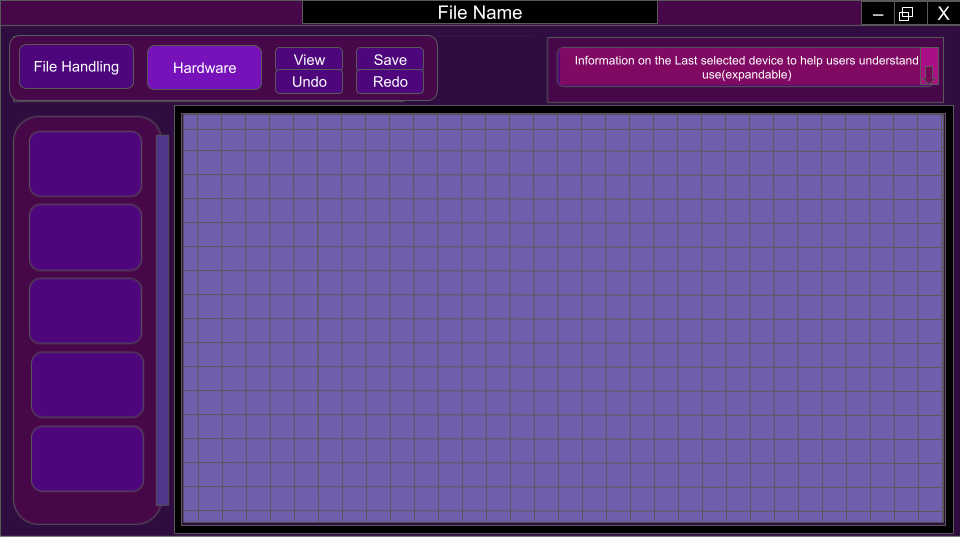 File Name
– X
File Handling
Hardware
View
Save
Undo
Redo
Information on the Last selected device to help users understand
use(expandable)